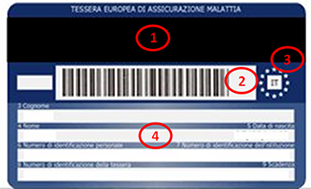 TESSERA EUROPEA DI ASSICURAZIONE MALATTIA
1
3
2
IT
3 Cognome
4 Nome 5 Data di nascita
4
6 Numero di identificazione personale 7 Numero di identificazione dell'istituzione
8 Numero di identificazione della tessera 9 Scadenza